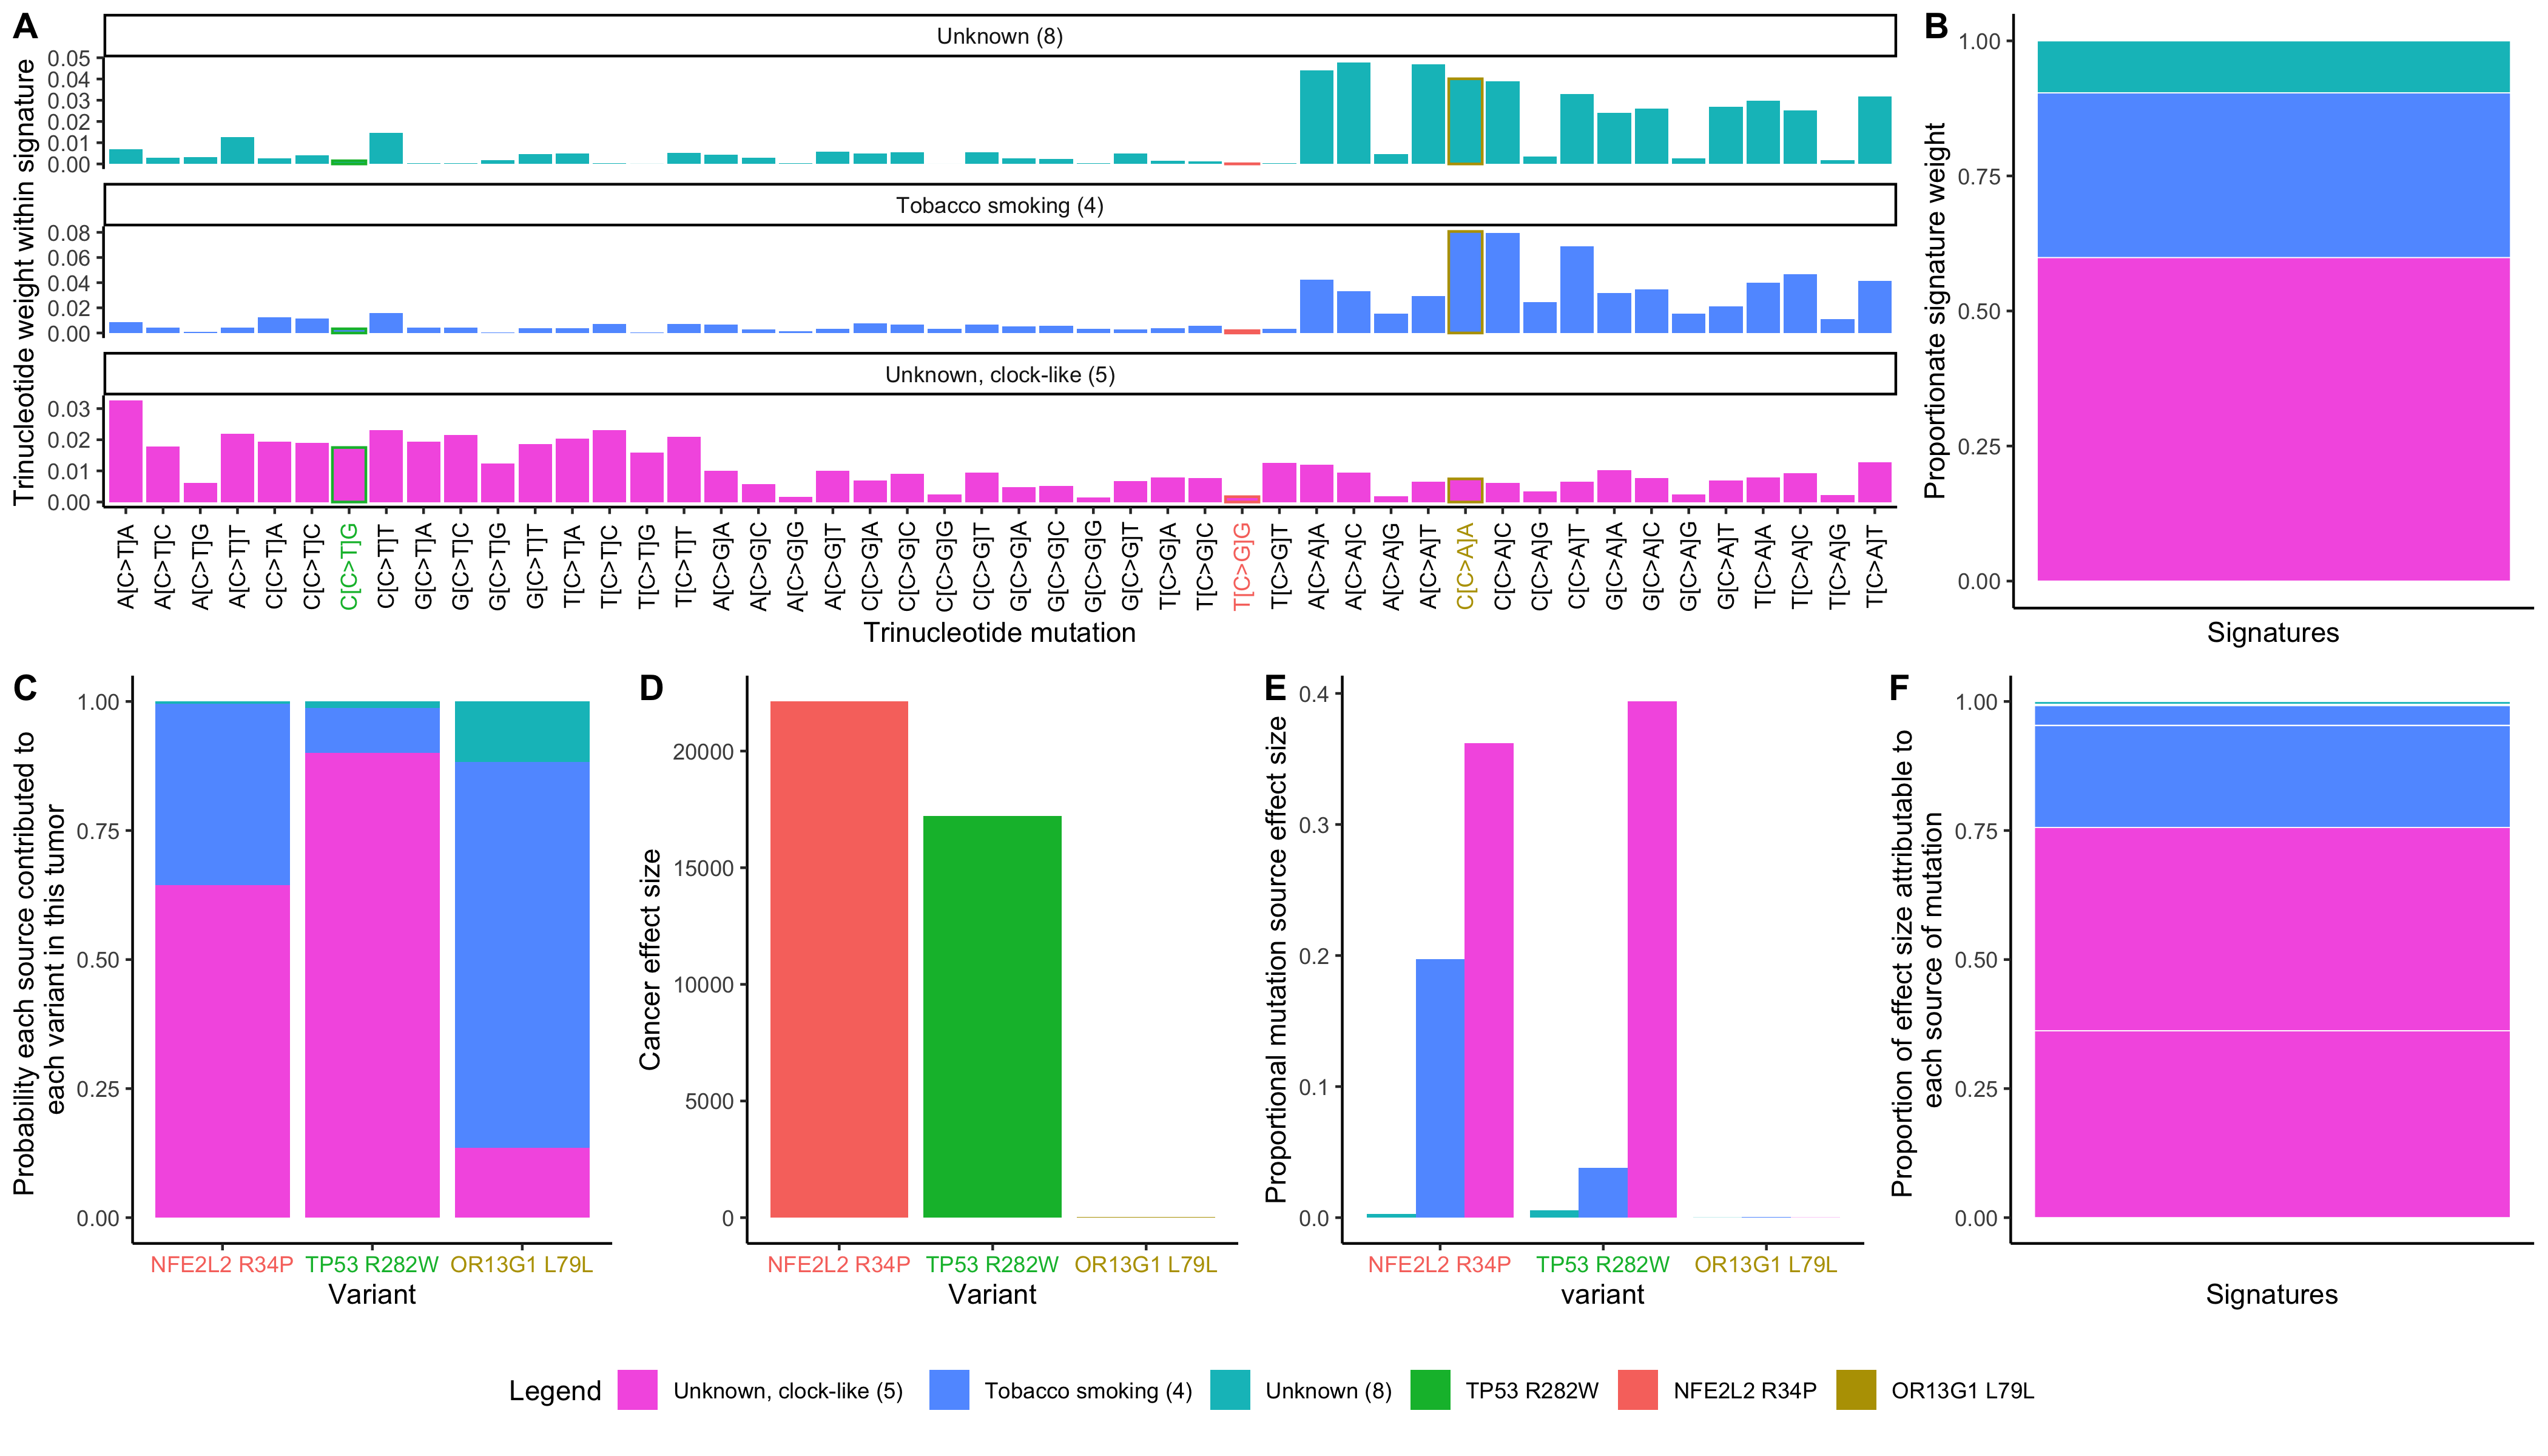 A
Trinucleotide weight within signature
Unknown (8)
0.05
0.04
0.03
0.02
0.01
0.00
Tobacco smoking (4)
0.08
0.06
0.04
0.02
0.00
Unknown, clock-like (5)
0.03
0.02
0.01
0.00
A[C>T]A
A[C>T]C
A[C>T]G
A[C>T]T
C[C>T]A
C[C>T]C
C[C>T]G
C[C>T]T
G[C>T]A
G[C>T]C
G[C>T]G
G[C>T]T
T[C>T]A
T[C>T]C
T[C>T]G
T[C>T]T
A[C>G]A
A[C>G]C
A[C>G]G
A[C>G]T
C[C>G]A
C[C>G]C
C[C>G]G
C[C>G]T
G[C>G]A
G[C>G]C
G[C>G]G
G[C>G]T
T[C>G]A
T[C>G]C
T[C>G]G
T[C>G]T
A[C>A]A
A[C>A]C
A[C>A]G
A[C>A]T
C[C>A]A
C[C>A]C
C[C>A]G
C[C>A]T
G[C>A]A
G[C>A]C
G[C>A]G
G[C>A]T
T[C>A]A
T[C>A]C
T[C>A]G
T[C>A]T
Trinucleotide mutation
B
Proportionate signature weight
1.00
0.75
0.50
0.25
0.00
Signatures
C
Probability each source contributed to
each variant in this tumor
1.00
0.75
0.50
0.25
0.00
NFE2L2 R34P TP53 R282W OR13G1 L79L
Variant
D
Cancer effect size
20000
15000
10000
5000
0
NFE2L2 R34P TP53 R282W OR13G1 L79L
Variant
E
Proportional mutation source effect size
0.4
0.3
0.2
0.1
0.0
NFE2L2 R34P TP53 R282W OR13G1 L79L
variant
F
Proportion of effect size attributable to
each source of mutation
1.00
0.75
0.50
0.25
0.00
Signatures
Legend Unknown, clock-like (5) Tobacco smoking (4) Unknown (8) TP53 R282W NFE2L2 R34P OR13G1 L79L